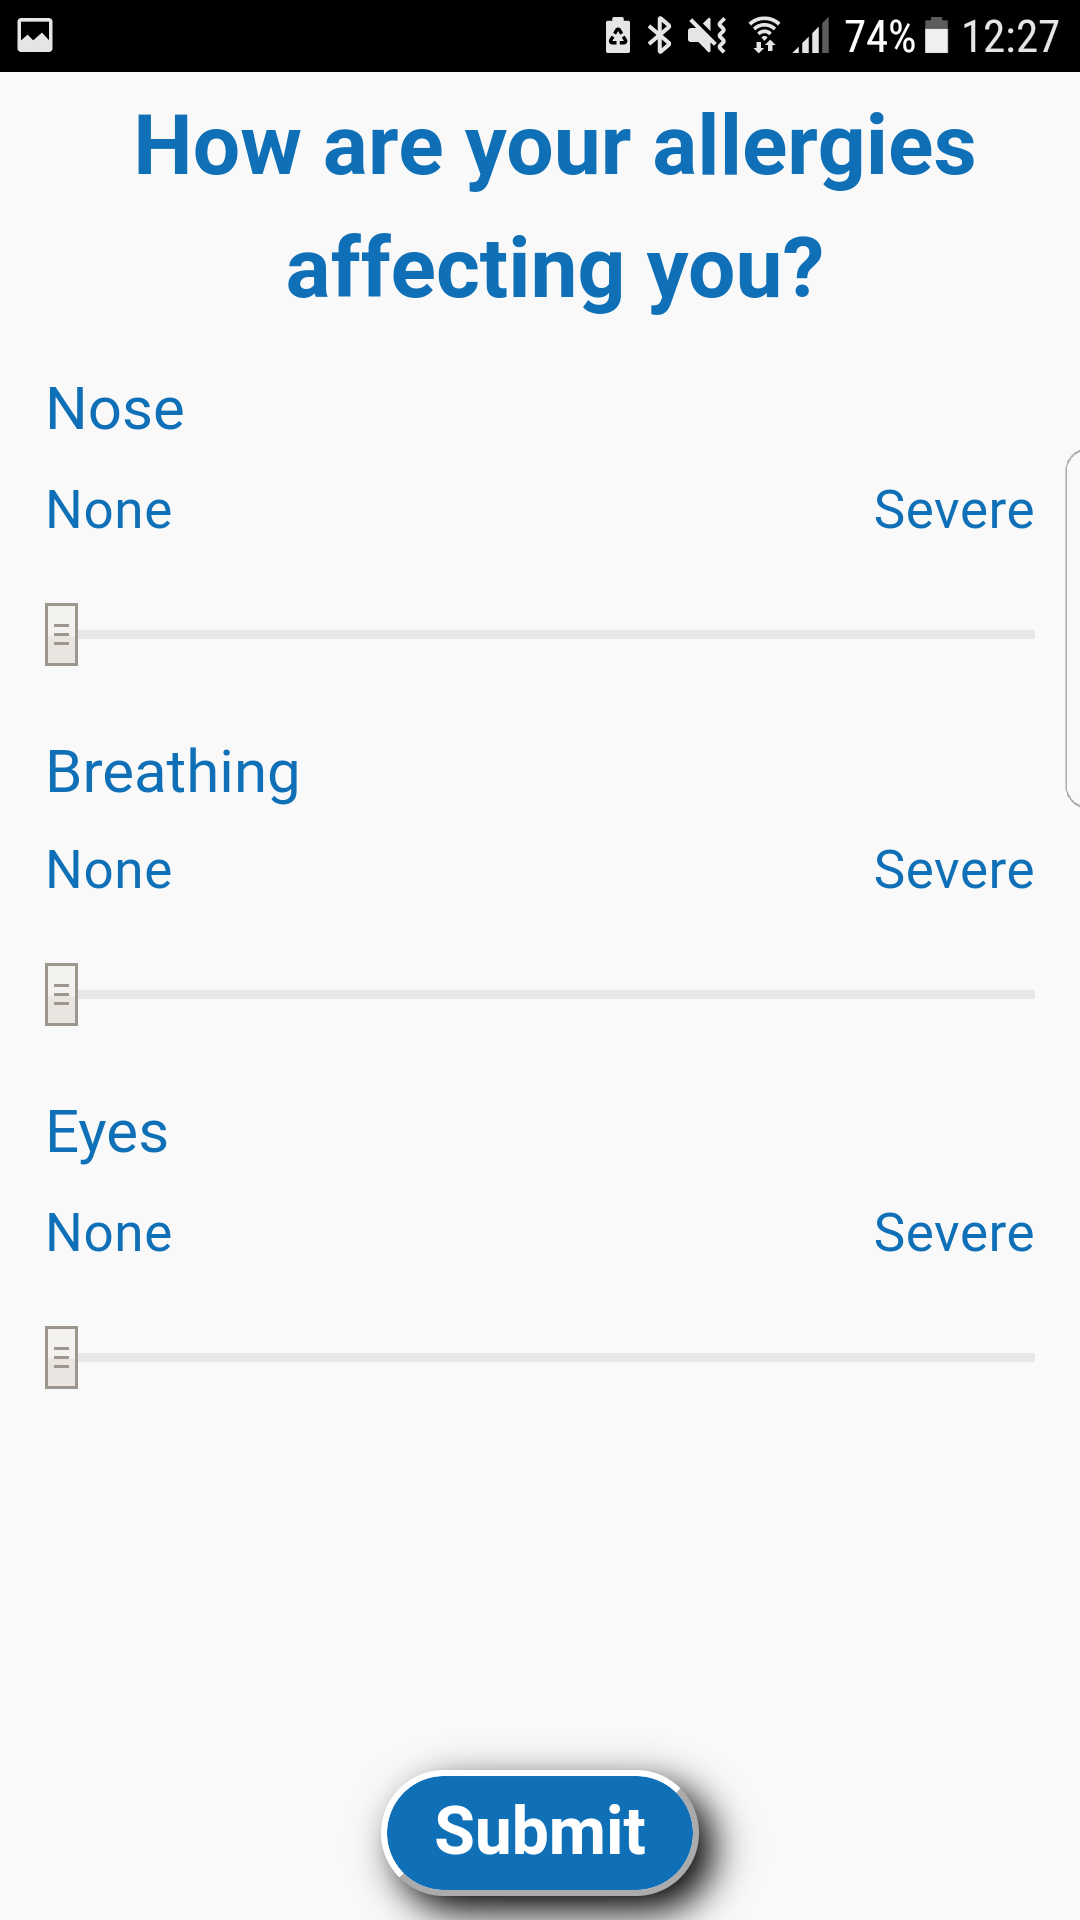 74% 12:27
How are your allergies
affecting you?
Nose
None Severe
Breathing
None Severe
Eyes
None Severe
Submit